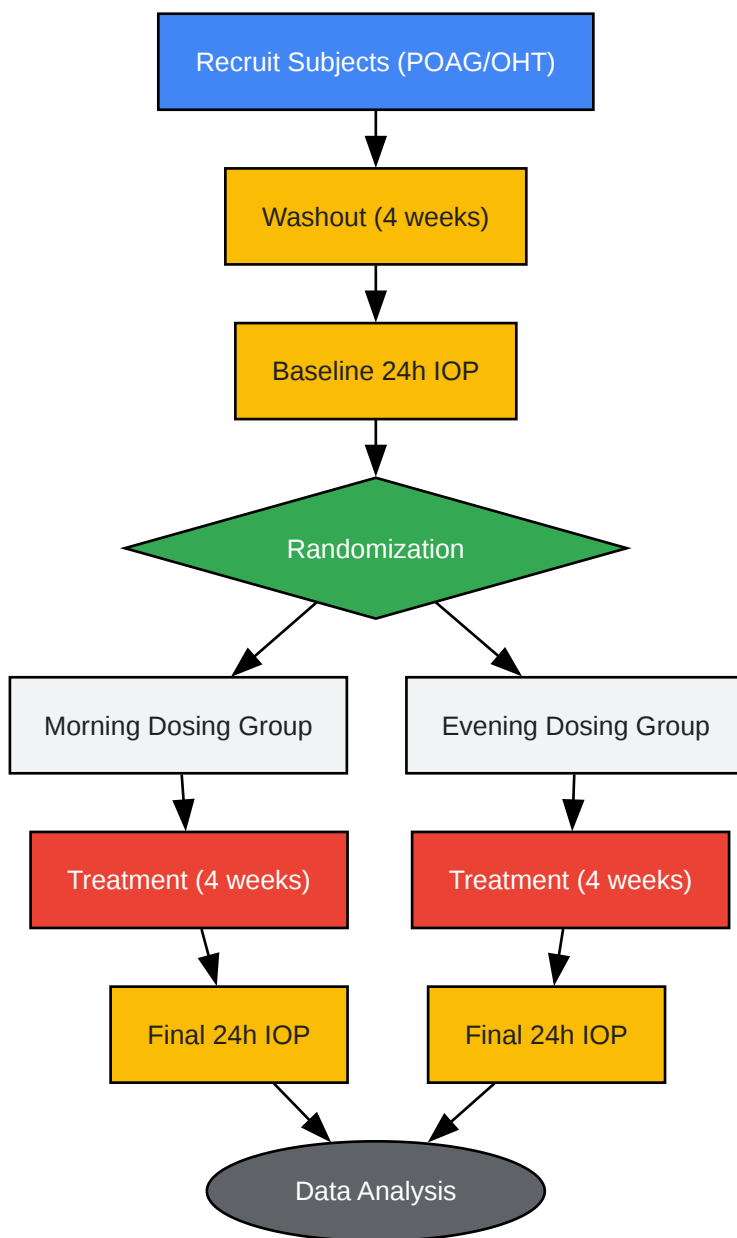 Recruit Subjects (POAG/OHT)
Washout (4 weeks)
Baseline 24h IOP
Randomization
Morning Dosing Group
Evening Dosing Group
Treatment (4 weeks)
Treatment (4 weeks)
Final 24h IOP
Final 24h IOP
Data Analysis